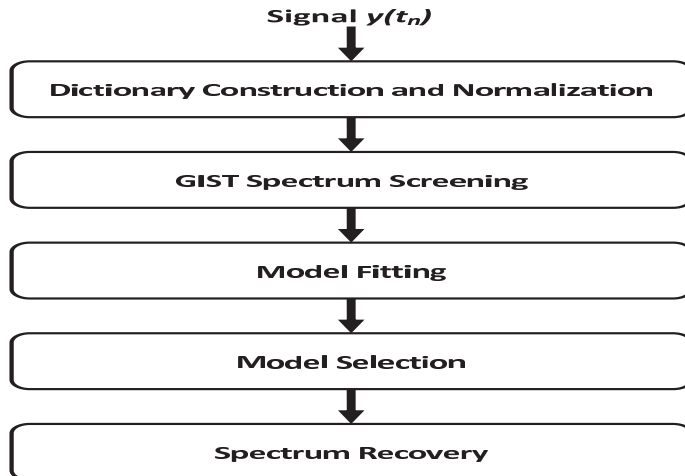 Signal y(tₙ)
Dictionary Construction and Normalization
GIST Spectrum Screening
Model Fitting
Model Selection
Spectrum Recovery